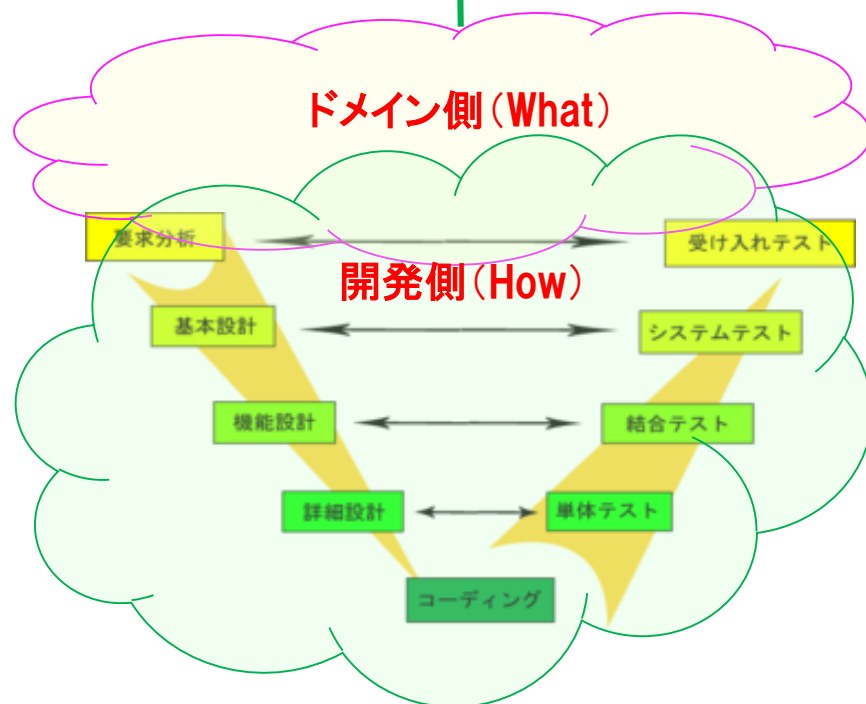 ドメイン側(What)
要求分析
受け入れテスト
開発側(How)
基本設計
システムテスト
機能設計
結合テスト
詳細設計
単体テスト
コーディング